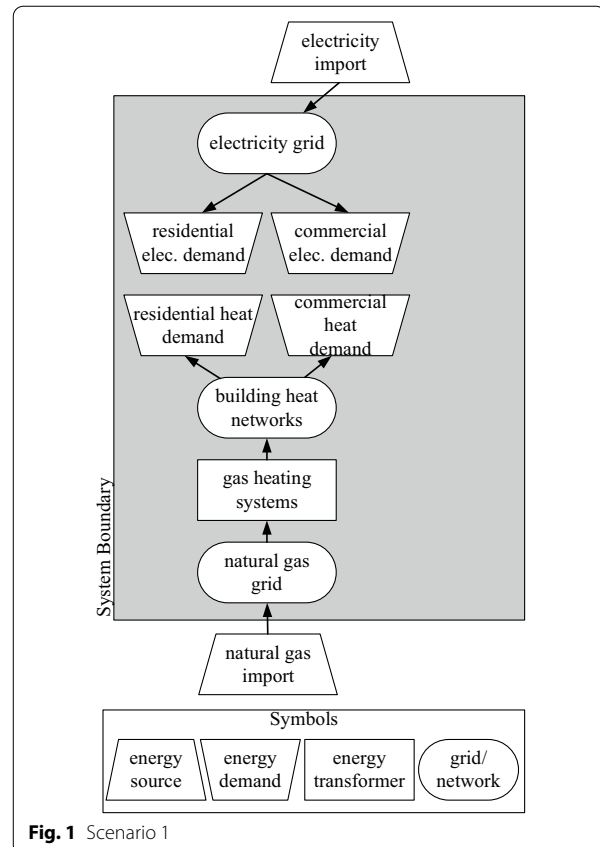 electricity
import
electricity grid
residential
elec. demand
commercial
elec. demand
residential heat
demand
commercial
heat
demand
building heat
networks
gas heating
systems
natural gas
grid
System Boundary
natural gas
import
Symbols
energy
source
energy
demand
energy
transformer
grid/
network
Fig. 1 Scenario 1